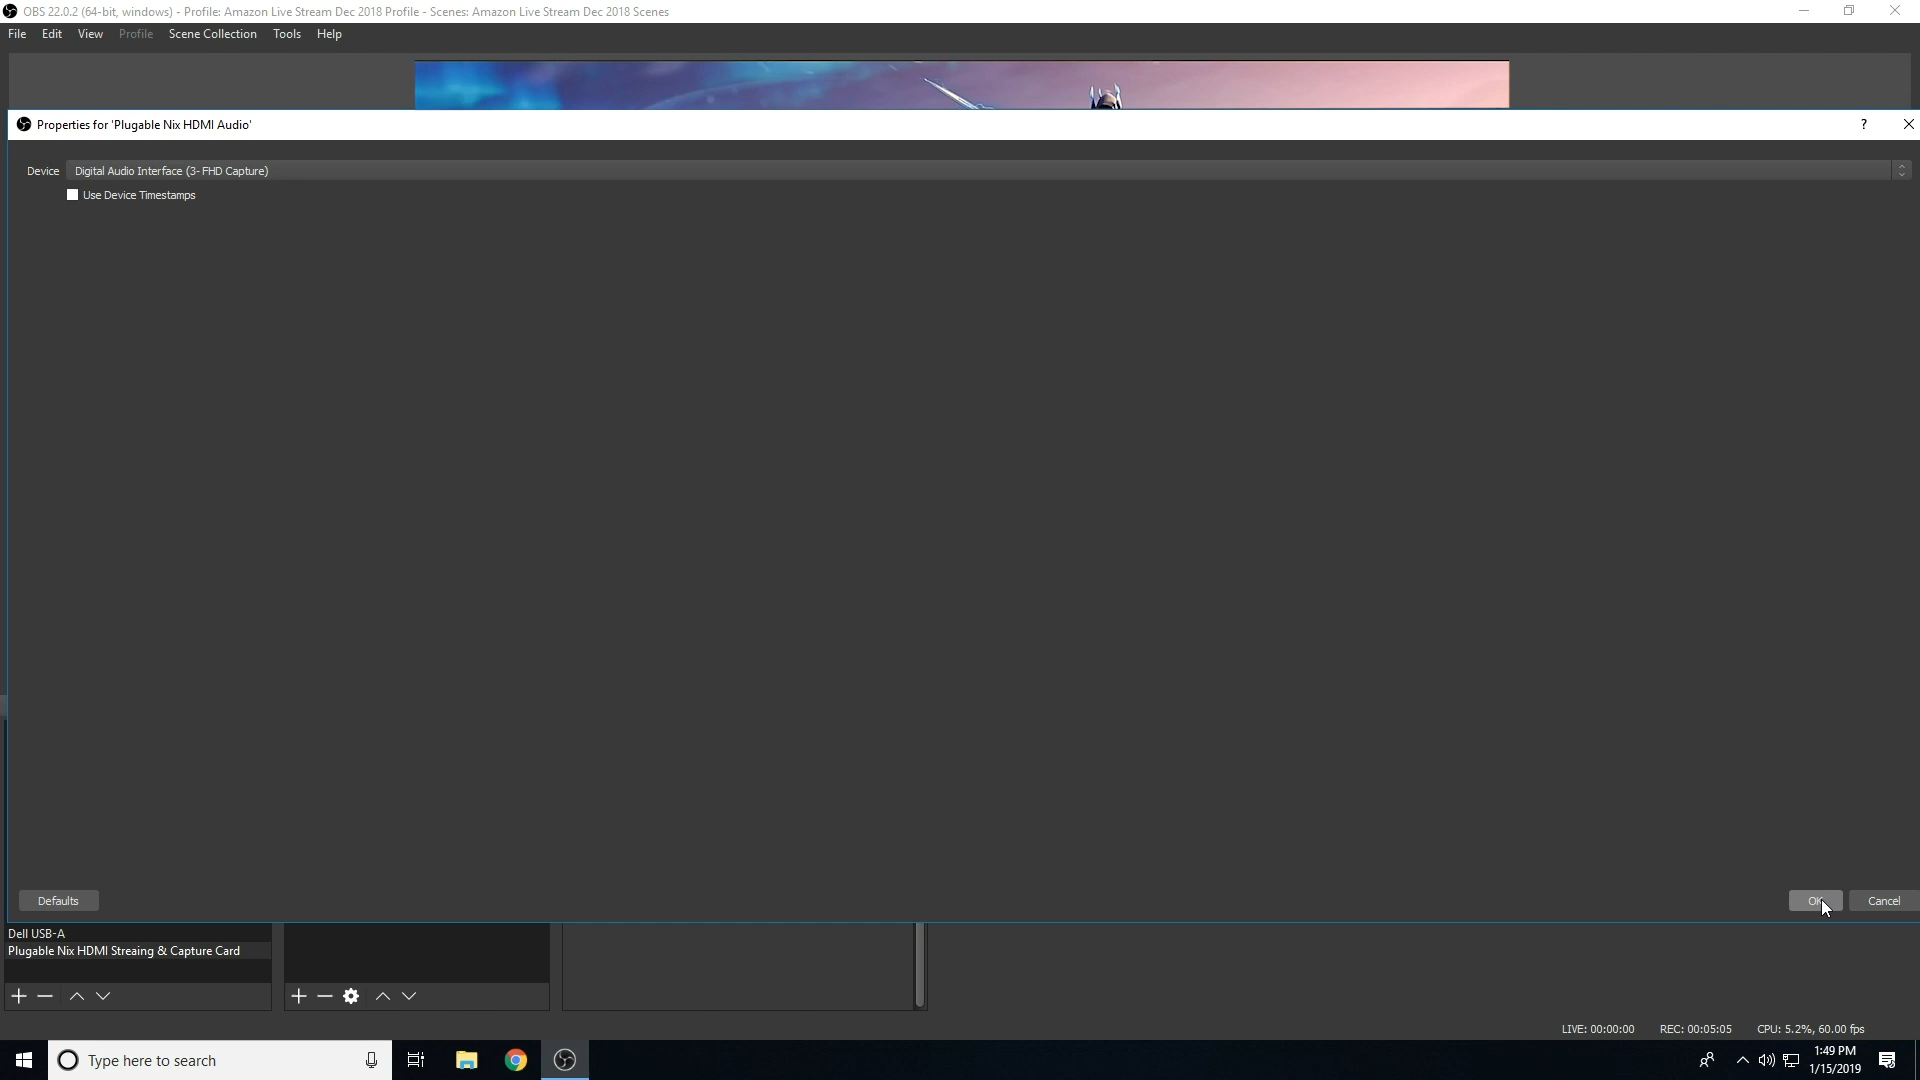 OBS 22.0.2 (64-bit, windows) - Profile: Amazon Live Stream Dec 2018 Profile - Scenes: Amazon Live Stream Dec 2018 Scenes
File Edit View Profile Scene Collection Tools Help
Properties for 'Plugable Nix HDMI Audio' ?
Device Digital Audio Interface (3- FHD Capture)
Use Device Timestamps
Defaults OK Cancel
Dell USB-A
Plugable Nix HDMI Streaing & Capture Card
LIVE: 00:00:00 REC: 00:05:05 CPU: 5.2%, 60.00 fps
Type here to search
1:49 PM
1/15/2019